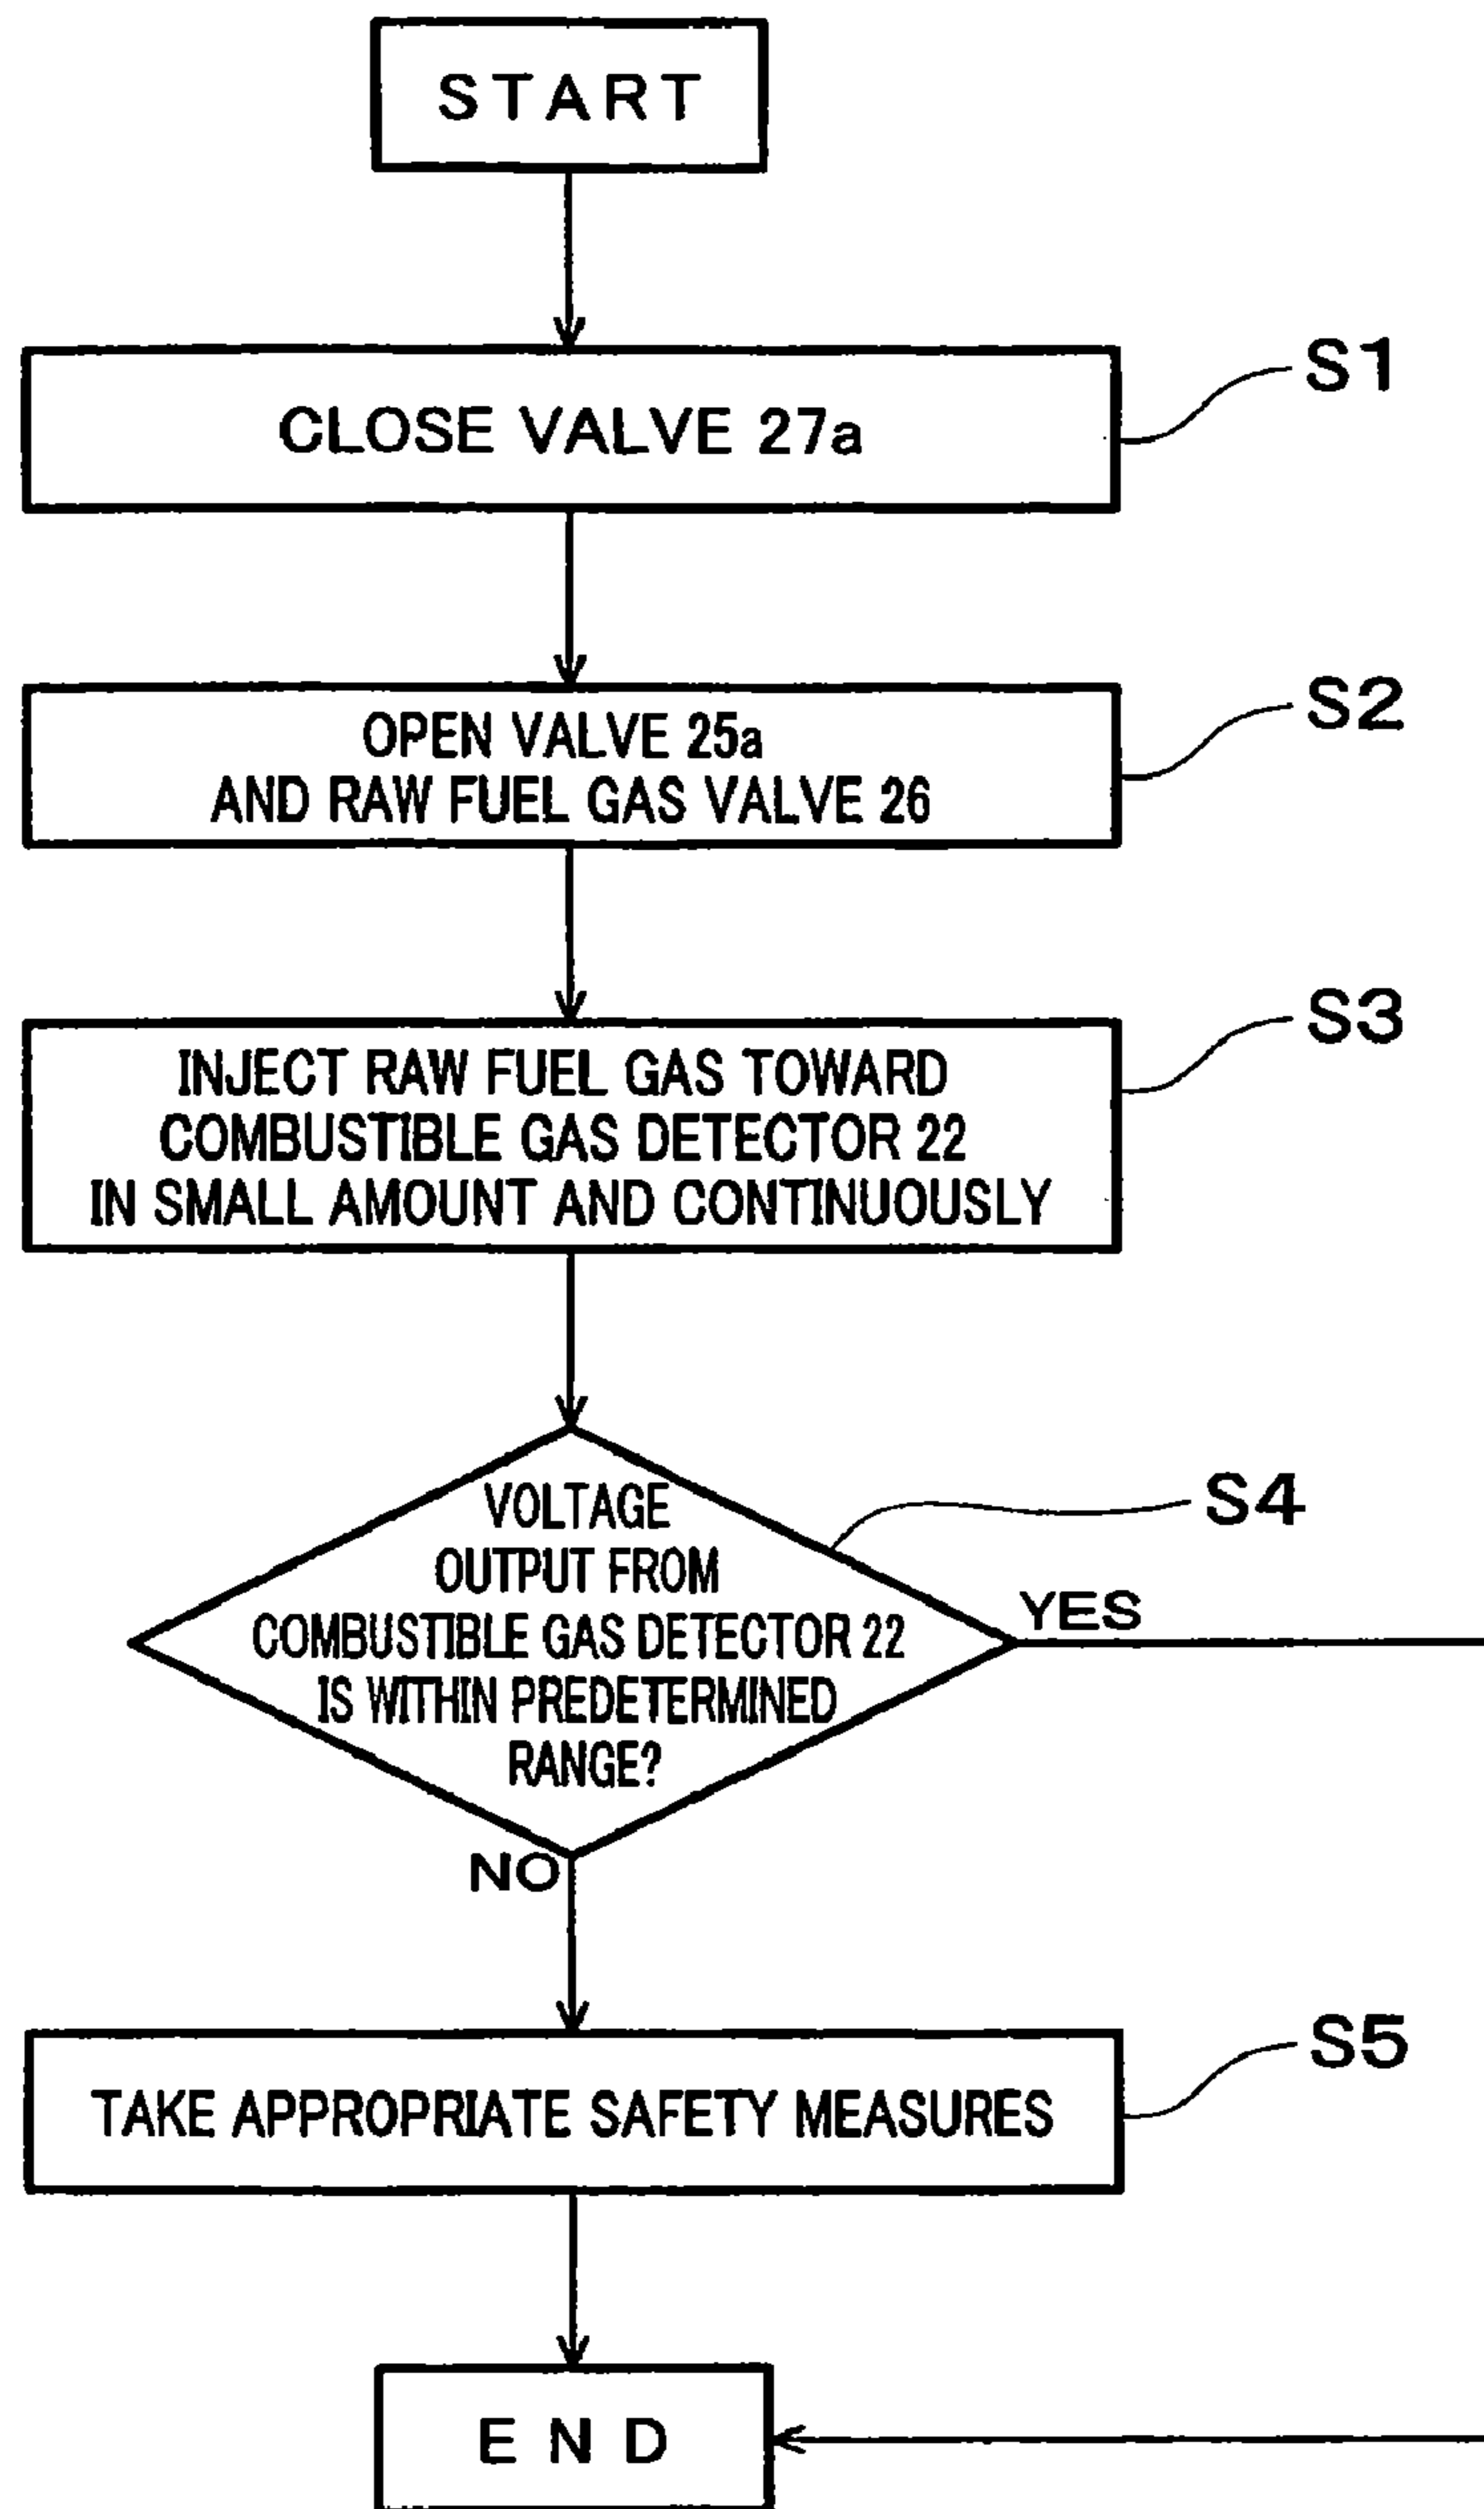 START
CLOSE VALVE 27a
S1
OPEN VALVE 25a
AND RAW FUEL GAS VALVE 26
S2
INJECT RAW FUEL GAS TOWARD
COMBUSTIBLE GAS DETECTOR 22
IN SMALL AMOUNT AND CONTINUOUSLY
S3
VOLTAGE
OUTPUT FROM
COMBUSTIBLE GAS DETECTOR 22
IS WITHIN PREDETERMINED
RANGE?
S4
YES
NO
TAKE APPROPRIATE SAFETY MEASURES
S5
END